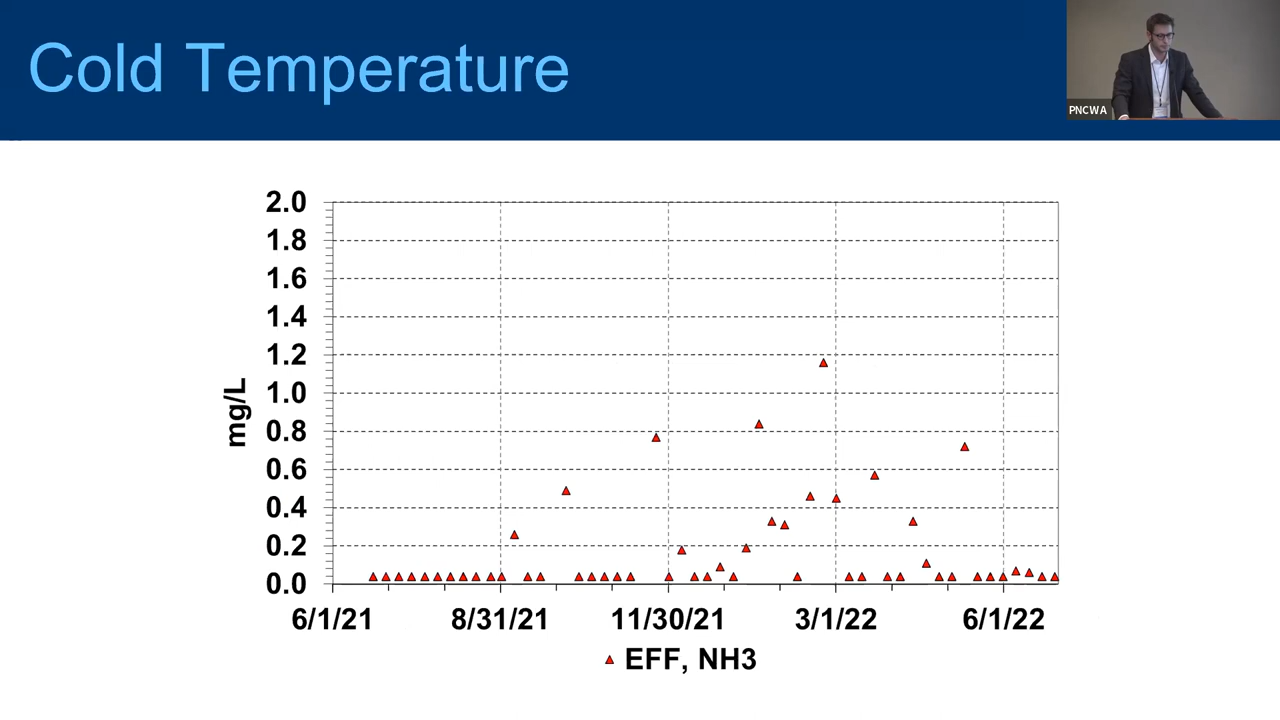 Cold Temperature
PNCWA
2.0
1.8
1.6
1.4
1.2
1.0
0.8
0.6
0.4
0.2
0.0
mg/L
6/1/21 8/31/21 11/30/21 3/1/22 6/1/22
EFF, NH3